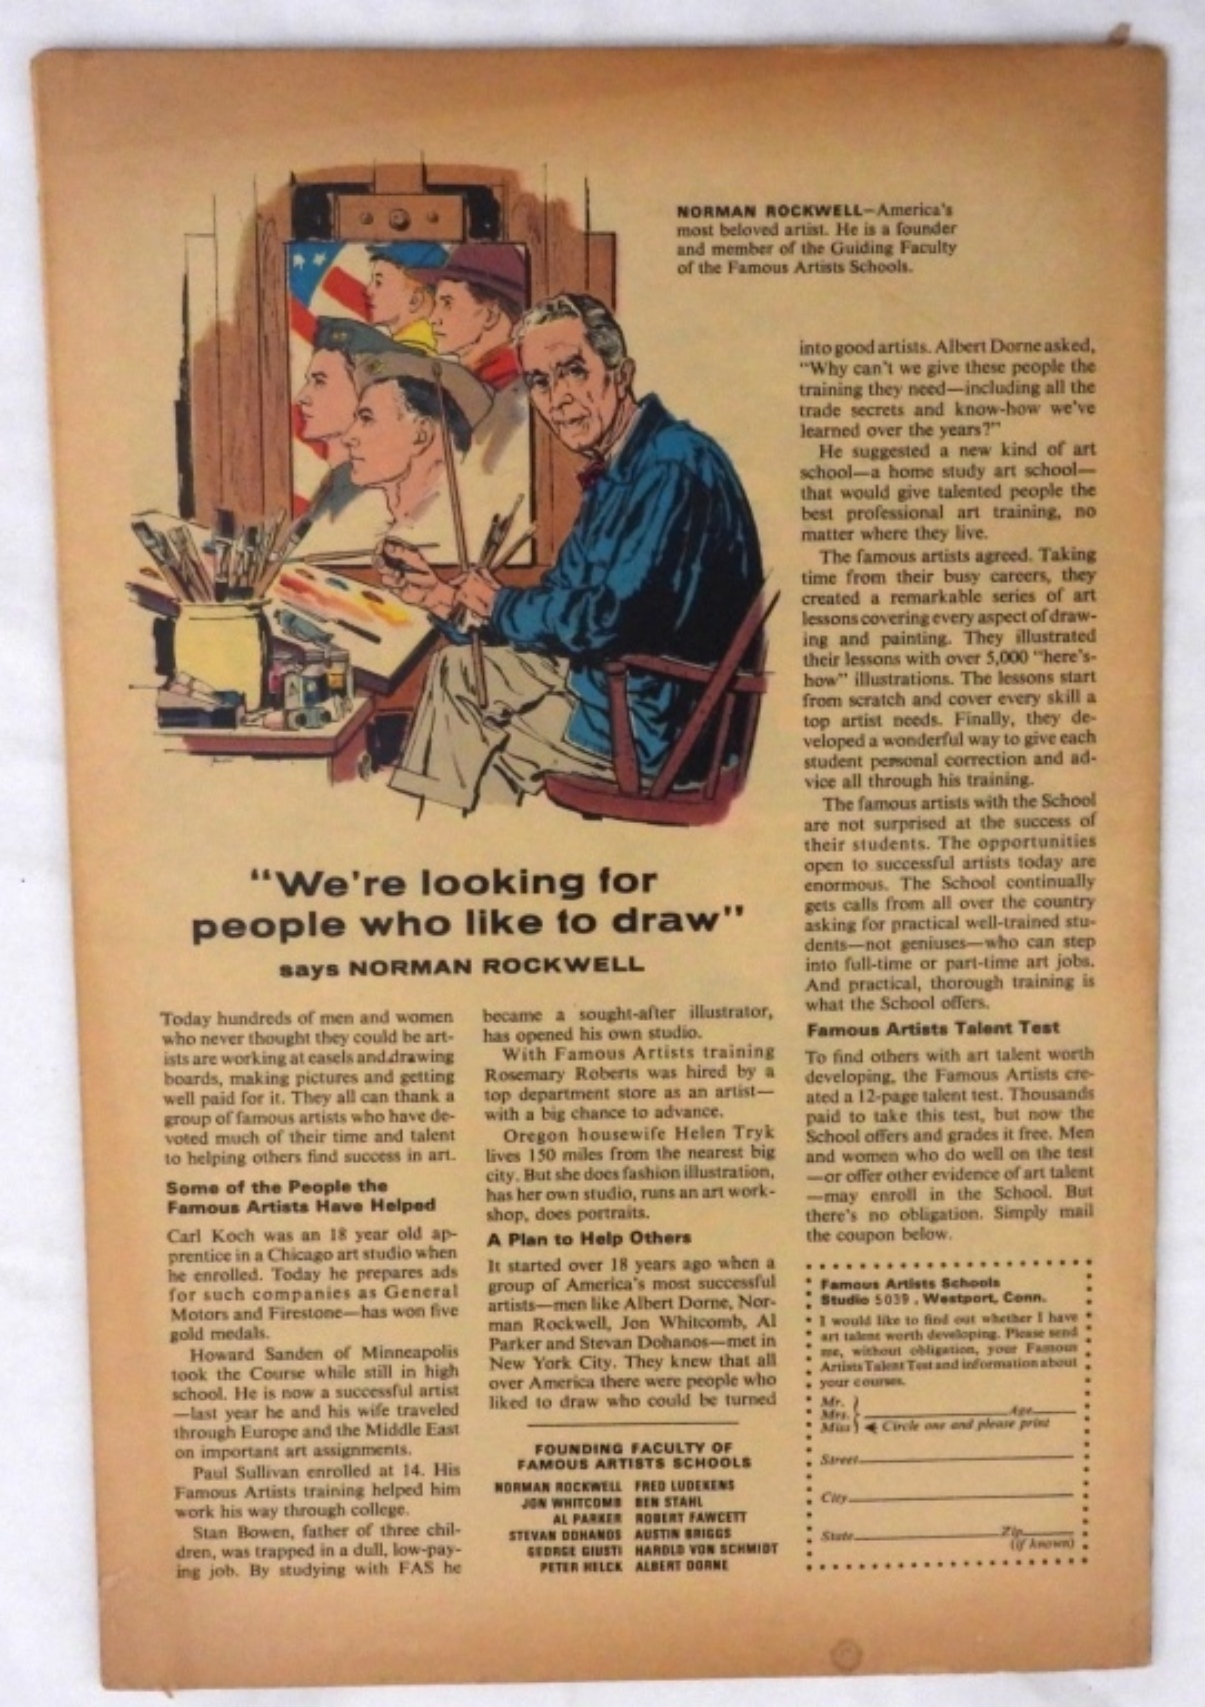 NORMAN ROCKWELL—America's
most beloved artist. He is a founder
and member of the Guiding Faculty
of the Famous Artists Schools.
"We're looking for
people who like to draw"
says NORMAN ROCKWELL
Today hundreds of men and women
who never thought they could be art-
ists are working at easels and drawing
boards, making pictures and getting
well paid for it. They all can thank a
group of famous artists who have de-
voted much of their time and talent
to helping others find success in art.
Some of the People the
Famous Artists Have Helped
Carl Koch was an 18 year old ap-
prentice in a Chicago art studio when
he enrolled. Today he prepares ads
for such companies as General
Motors and Firestone—has won five
gold medals.
Howard Sanden of Minneapolis
took the Course while still in high
school. He is now a successful artist
—last year he and his wife traveled
through Europe and the Middle East
on important art assignments.
Paul Sullivan enrolled at 14. His
Famous Artists training helped him
work his way through college.
Stan Bowen, father of three chil-
dren, was trapped in a dull, low-pay-
ing job. By studying with FAS he
became a sought-after illustrator,
has opened his own studio.
With Famous Artists training
Rosemary Roberts was hired by a
top department store as an artist—
with a big chance to advance.
Oregon housewife Helen Tryk
lives 150 miles from the nearest big
city. But she does fashion illustration,
has her own studio, runs an art work-
shop, does portraits.
A Plan to Help Others
It started over 18 years ago when a
group of America's most successful
artists—men like Albert Dorne, Nor-
man Rockwell, Jon Whitcomb, Al
Parker and Stevan Dohanos—met in
New York City. They knew that all
over America there were people who
liked to draw who could be turned
FOUNDING FACULTY OF
FAMOUS ARTISTS SCHOOLS
NORMAN ROCKWELL FRED LUDEKENS
JON WHITCOMB BEN STAHL
AL PARKER ROBERT FAWCETT
STEVAN DOHANOS AUSTIN BRIGGS
GEORGE GIUSTI HAROLD VON SCHMIDT
PETER HELCK ALBERT DORNE
into good artists. Albert Dorne asked,
"Why can't we give these people the
training they need—including all the
trade secrets and know-how we've
learned over the years?"
He suggested a new kind of art
school—a home study art school—
that would give talented people the
best professional art training, no
matter where they live.
The famous artists agreed. Taking
time from their busy careers, they
created a remarkable series of art
lessons covering every aspect of draw-
ing and painting. They illustrated
their lessons with over 5,000 "here's-
how" illustrations. The lessons start
from scratch and cover every skill a
top artist needs. Finally, they de-
veloped a wonderful way to give each
student personal correction and ad-
vice all through his training.
The famous artists with the School
are not surprised at the success of
their students. The opportunities
open to successful artists today are
enormous. The School continually
gets calls from all over the country
asking for practical well-trained stu-
dents—not geniuses—who can step
into full-time or part-time art jobs.
And practical, thorough training is
what the School offers.
Famous Artists Talent Test
To find others with art talent worth
developing, the Famous Artists cre-
ated a 12-page talent test. Thousands
paid to take this test, but now the
School offers and grades it free. Men
and women who do well on the test
—or offer other evidence of art talent
—may enroll in the School. But
there's no obligation. Simply mail
the coupon below.
Famous Artists Schools
Studio 5039, Westport, Conn.
I would like to find out whether I have
art talent worth developing. Please send
me, without obligation, your Famous
Artists Talent Test and information about
your courses.
Mr.
Mrs. Age
Miss Circle one and please print
Street
City
State Zip
(if known)